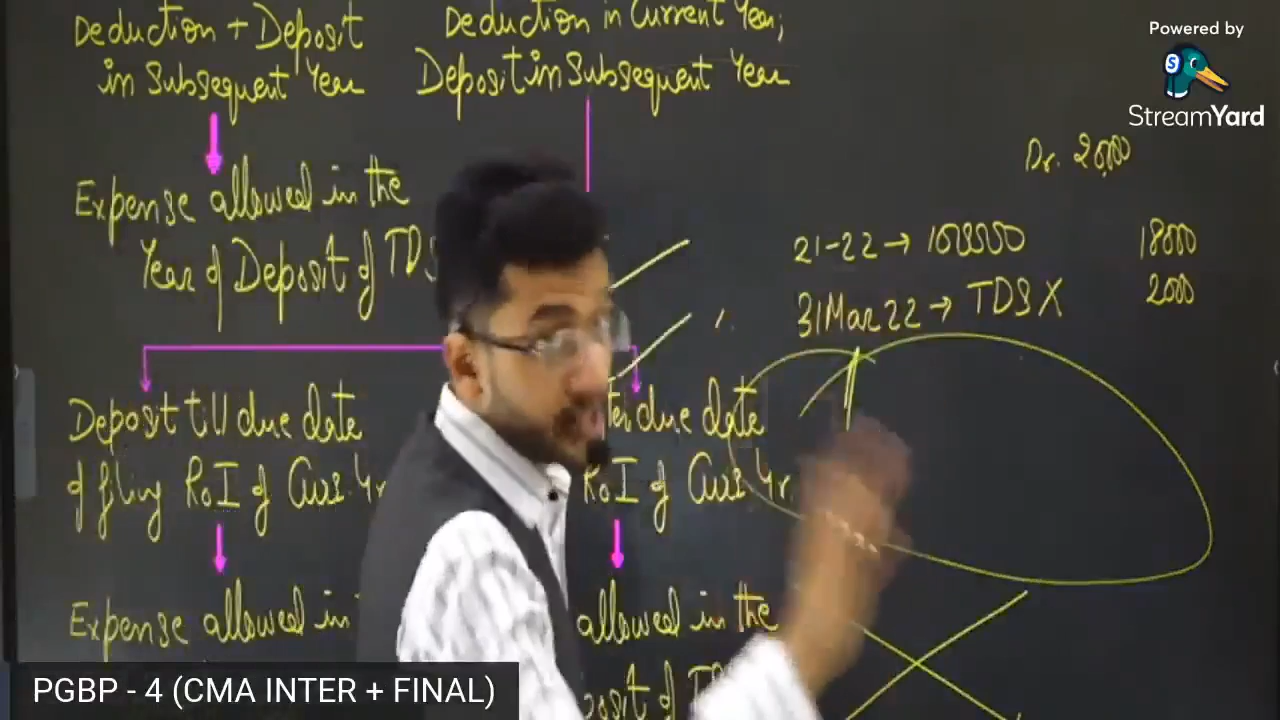 Deduction + Deposit
in Subsequent Year
Expense allowed in the
Year of Deposit of TDS
Deduction in Current Year,
Deposit in Subsequent Year
Deposit till due date
of filing RoI of Curr. Yr
Expense allowed in
due date
RoI of Curr. Yr.
allowed in the
Powered by
StreamYard
Dr. 20,000
21-22 →
18000
31 Mar 22 → TDS X
2000
PGBP - 4 (CMA INTER + FINAL)